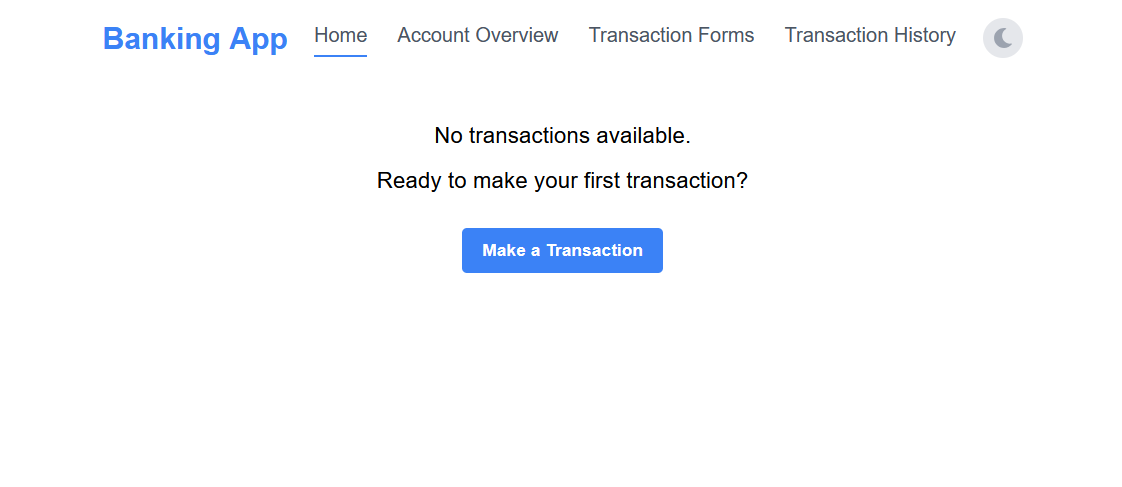 Banking App Home Account Overview Transaction Forms Transaction History
No transactions available.
Ready to make your first transaction?
Make a Transaction